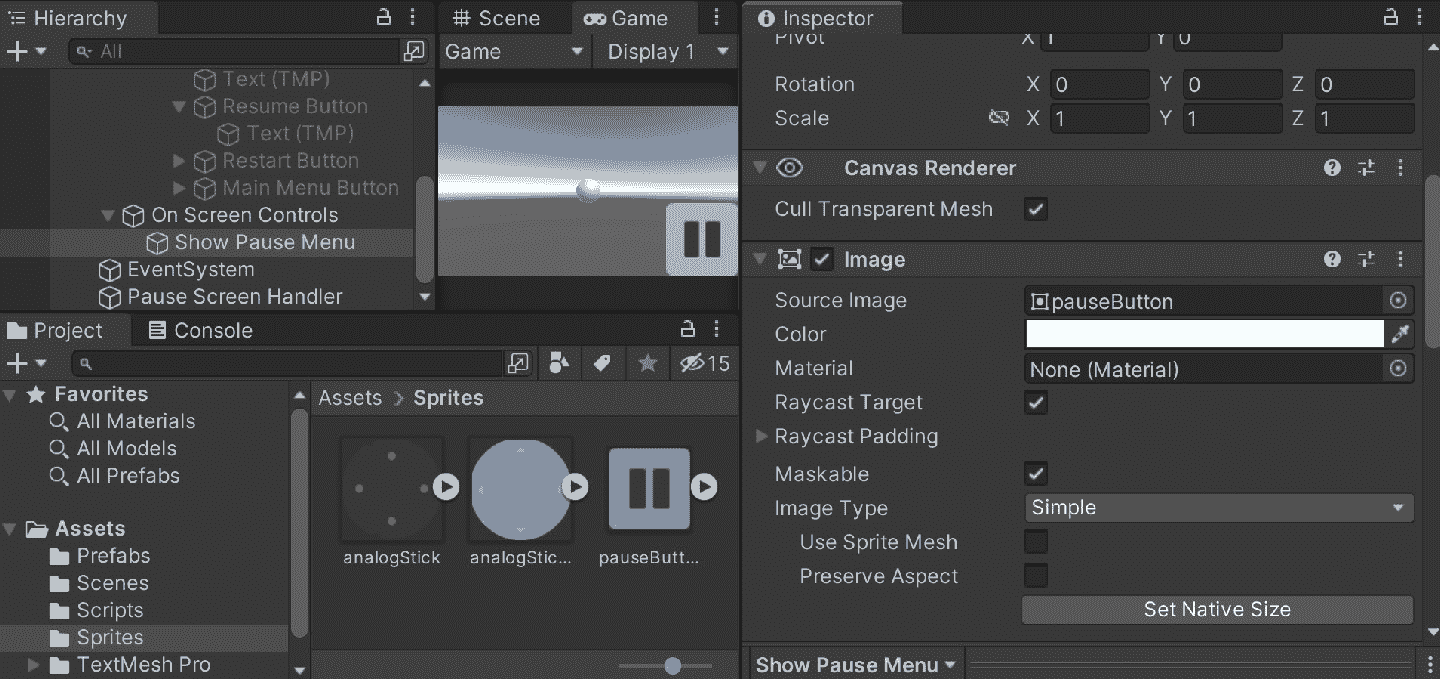 Hierarchy
All
Text (TMP)
Resume Button
Text (TMP)
Restart Button
Main Menu Button
On Screen Controls
Show Pause Menu
EventSystem
Pause Screen Handler
Scene
Game
Game
Display 1
Project
Console
15
Favorites
All Materials
All Models
All Prefabs
Assets
Prefabs
Scenes
Scripts
Sprites
TextMesh Pro
Assets > Sprites
analogStick
analogStic...
pauseButt...
Inspector
Pivot X 1 Y 0
Rotation X 0 Y 0 Z 0
Scale X 1 Y 1 Z 1
Canvas Renderer
Cull Transparent Mesh
Image
Source Image pauseButton
Color
Material None (Material)
Raycast Target
Raycast Padding
Maskable
Image Type Simple
Use Sprite Mesh
Preserve Aspect
Set Native Size
Show Pause Menu